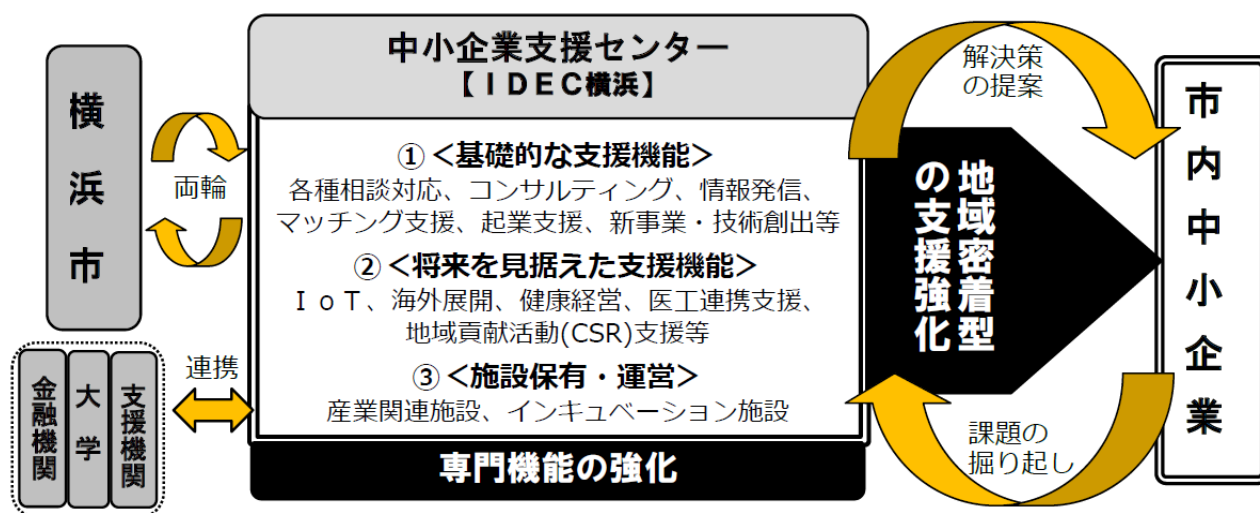 横浜市
両輪
金融機関
大学
支援機関
連携
中小企業支援センター
【ＩＤＥＣ横浜】
①＜基礎的な支援機能＞
各種相談対応、コンサルティング、情報発信、
マッチング支援、起業支援、新事業・技術創出等
②＜将来を見据えた支援機能＞
ＩｏＴ、海外展開、健康経営、医工連携支援、
地域貢献活動(CSR)支援等
③＜施設保有・運営＞
産業関連施設、インキュベーション施設
専門機能の強化
地域密着型
の支援強化
解決策
の提案
課題の
掘り起し
市内中小企業